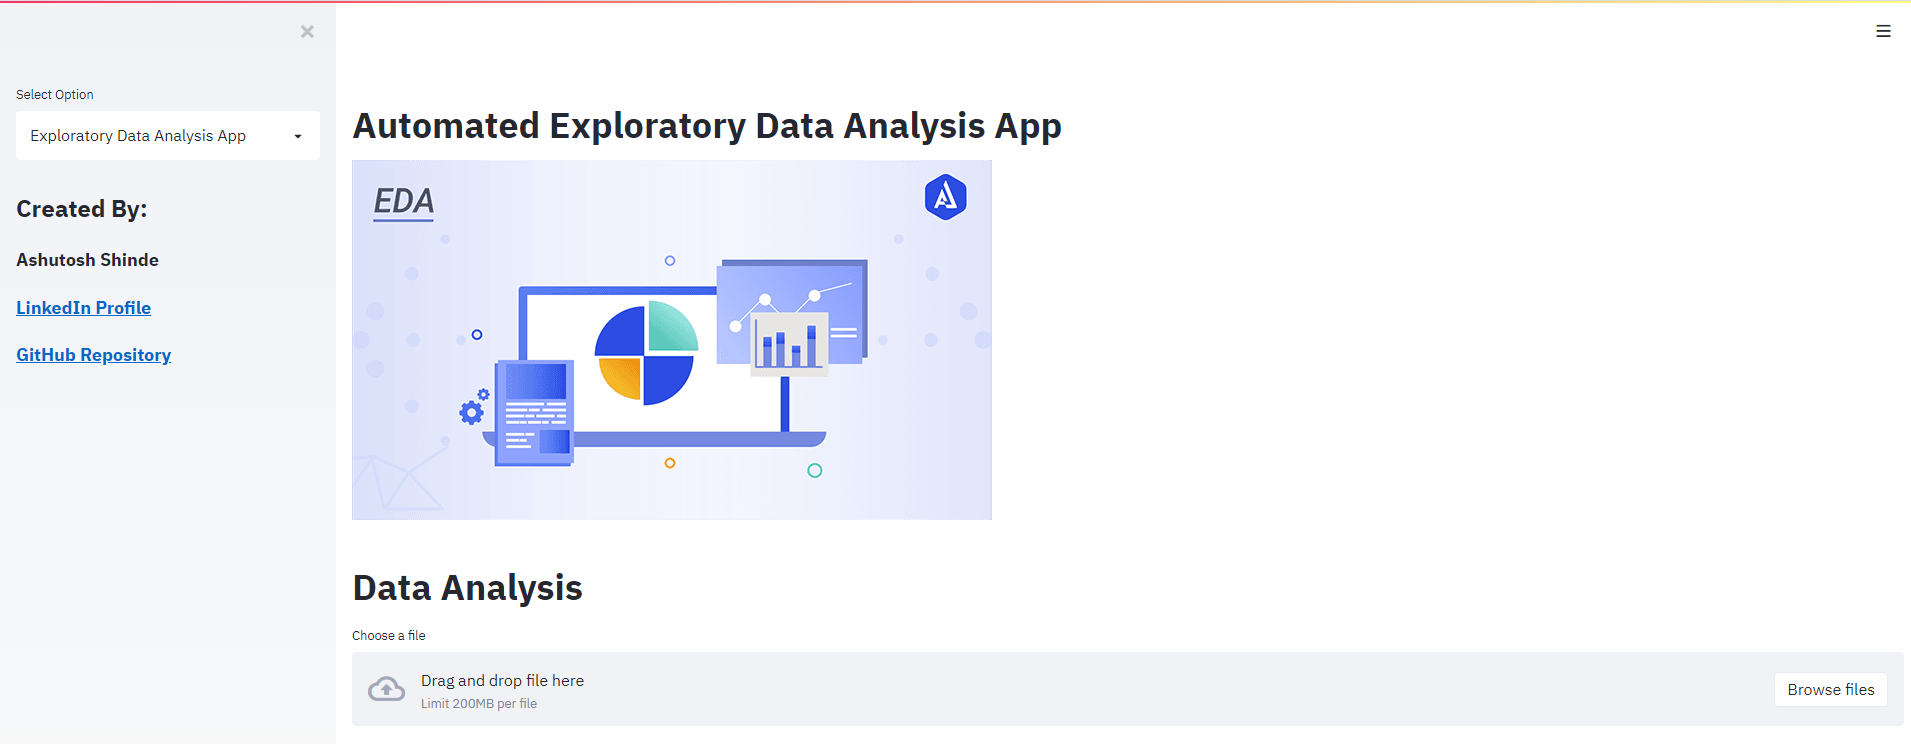 Select Option
Exploratory Data Analysis App
Created By:
Ashutosh Shinde
LinkedIn Profile
GitHub Repository
Automated Exploratory Data Analysis App
EDA
Data Analysis
Choose a file
Drag and drop file here
Limit 200MB per file
Browse files